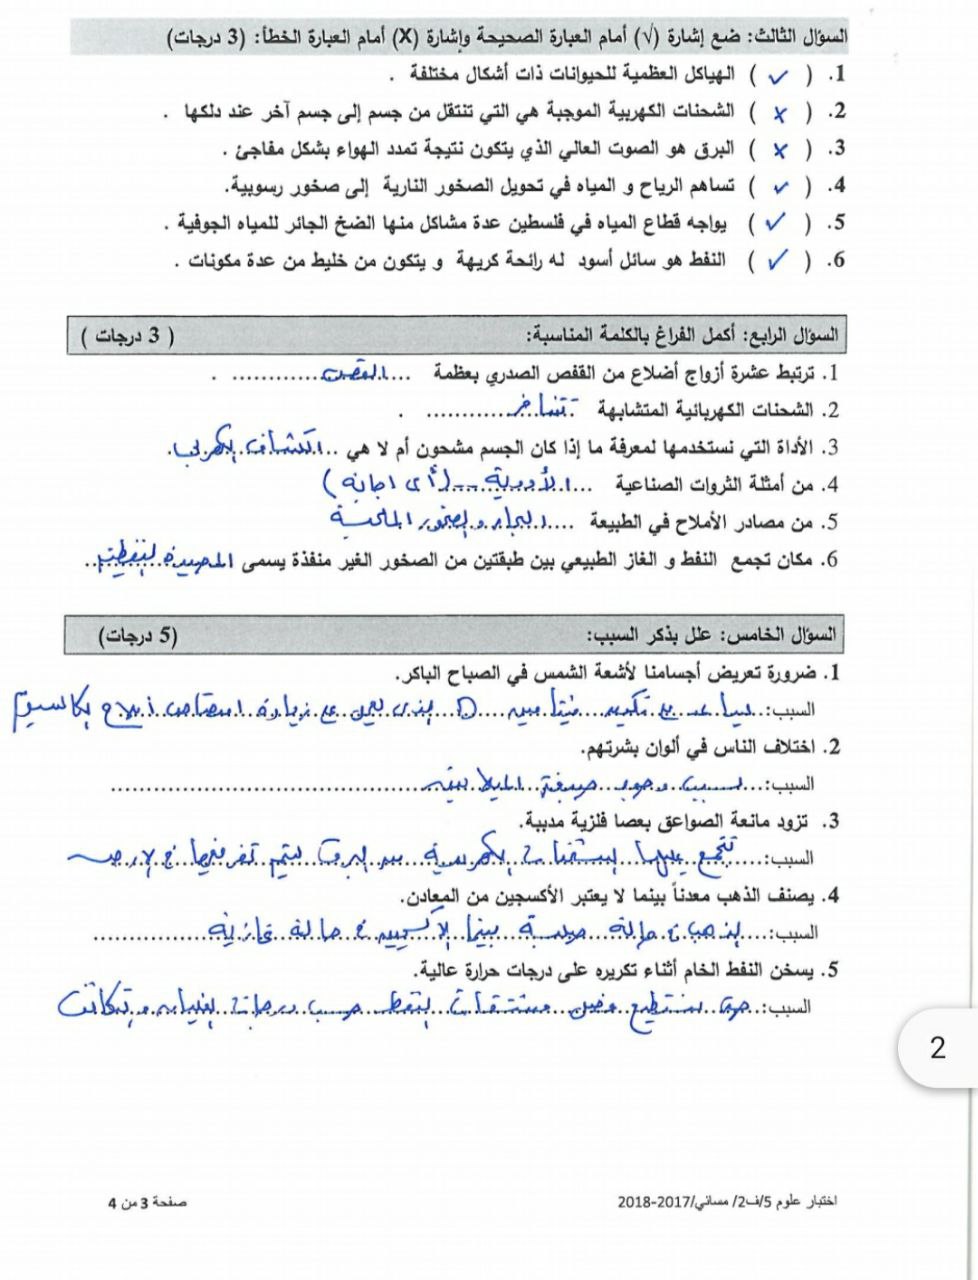 السؤال الثالث: ضع إشارة (√) أمام العبارة الصحيحة وإشارة (X) أمام العبارة الخطأ: (3 درجات)
1. ( ✓ ) الهياكل العظمية للحيوانات ذات أشكال مختلفة .
2. ( x ) الشحنات الكهربية الموجبة هي التي تنتقل من جسم إلى جسم آخر عند دلكها .
3. ( x ) البرق هو الصوت العالي الذي يتكون نتيجة تمدد الهواء بشكل مفاجئ .
4. ( ✓ ) تساهم الرياح و المياه في تحويل الصخور النارية إلى صخور رسوبية.
5. ( ✓ ) يواجه قطاع المياه في فلسطين عدة مشاكل منها الضخ الجائر للمياه الجوفية .
6. ( ✓ ) النفط هو سائل أسود له رائحة كريهة و يتكون من خليط من عدة مكونات .
السؤال الرابع: أكمل الفراغ بالكلمة المناسبة: ( 3 درجات )
1. ترتبط عشرة أزواج أضلاع من القفص الصدري بعظمة ...القص............ .
2. الشحنات الكهربائية المتشابهة تتنافر............ .
3. الأداة التي نستخدمها لمعرفة ما إذا كان الجسم مشحون أم لا هي ..الكشاف الكهربي.
4. من أمثلة الثروات الصناعية ...الأدوية... (أي اجابة)
5. من مصادر الأملاح في الطبيعة ....البحار والصخور الملحية
6. مكان تجمع النفط و الغاز الطبيعي بين طبقتين من الصخور الغير منفذة يسمى المصيدة النفطية..
السؤال الخامس: علل بذكر السبب: (5 درجات)
1. ضرورة تعريض أجسامنا لأشعة الشمس في الصباح الباكر.
السبب: يساعد على تكوين فيتامين D الذي يعمل على زيادة امتصاص أملاح الكالسيوم
2. اختلاف الناس في ألوان بشرتهم.
السبب:...بسبب وجود صبغة الميلانين..............................
3. تزود مانعة الصواعق بعصا فلزية مدببة.
السبب:.....تتجمع عليها الشحنات الكهربية من البرق ليتم تفريغها في الأرض
4. يصنف الذهب معدناً بينما لا يعتبر الأكسجين من المعادن.
السبب:....الذهب في حالة صلبة بينما الأكسجين في حالة غازية..............
5. يسخن النفط الخام أثناء تكريره على درجات حرارة عالية.
السبب:..حتى نستطيع فصل مشتقات النفط حسب درجات الغليان والتكاثف
2
اختبار علوم 5/ف2/ مسائي/2017-2018
صفحة 3 من 4